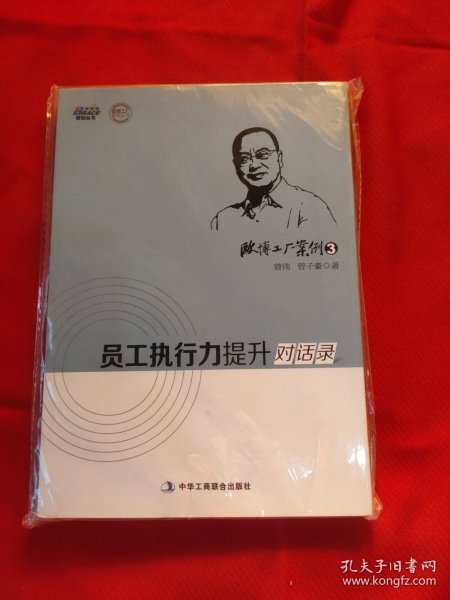 BRACE
欧博工厂案例3
曾伟 曾子豪◎著
员工执行力提升 对话录
中华工商联合出版社
孔夫子旧书网
www.kongfz.com